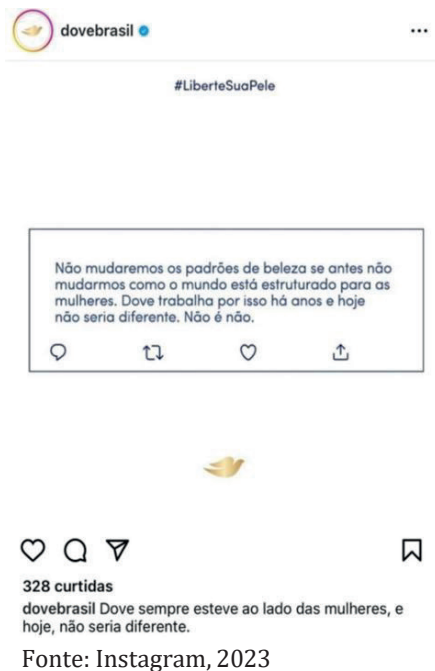 dovebrasil
#LiberteSuaPele
Não mudaremos os padrões de beleza se antes não
mudarmos como o mundo está estruturado para as
mulheres. Dove trabalha por isso há anos e hoje
não seria diferente. Não é não.
328 curtidas
dovebrasil Dove sempre esteve ao lado das mulheres, e
hoje, não seria diferente.
Fonte: Instagram, 2023